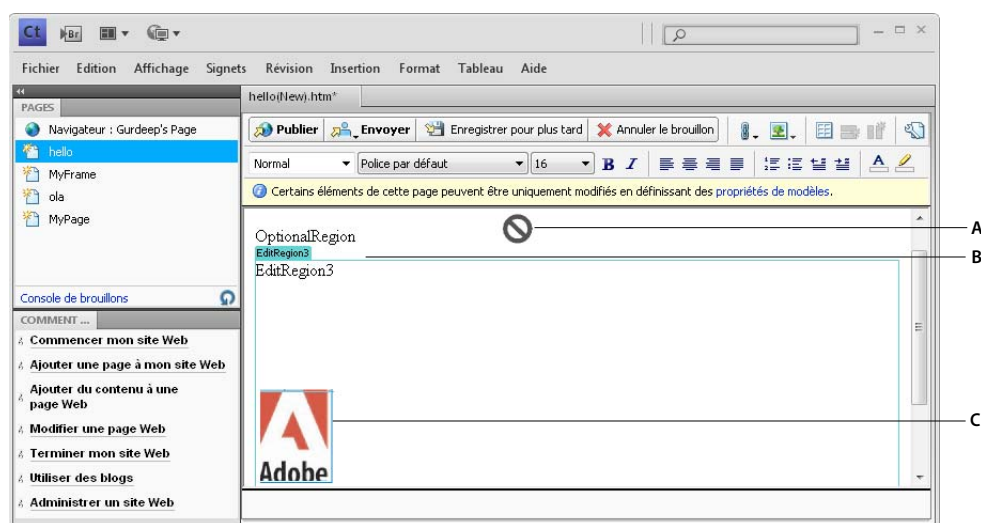 Ct Br
Fichier Edition Affichage Signets Révision Insertion Format Tableau Aide
PAGES
Navigateur : Gurdeep's Page
hello
MyFrame
ola
MyPage
Console de brouillons
COMMENT ...
Commencer mon site Web
Ajouter une page à mon site Web
Ajouter du contenu à une
page Web
Modifier une page Web
Terminer mon site Web
Utiliser des blogs
Administrer un site Web
hello(New).htm*
Publier Envoyer Enregistrer pour plus tard Annuler le brouillon
Normal Police par défaut 16 B I A
Certains éléments de cette page peuvent être uniquement modifiés en définissant des propriétés de modèles.
OptionalRegion
EditRegion3
EditRegion3
Adobe
A
B
C